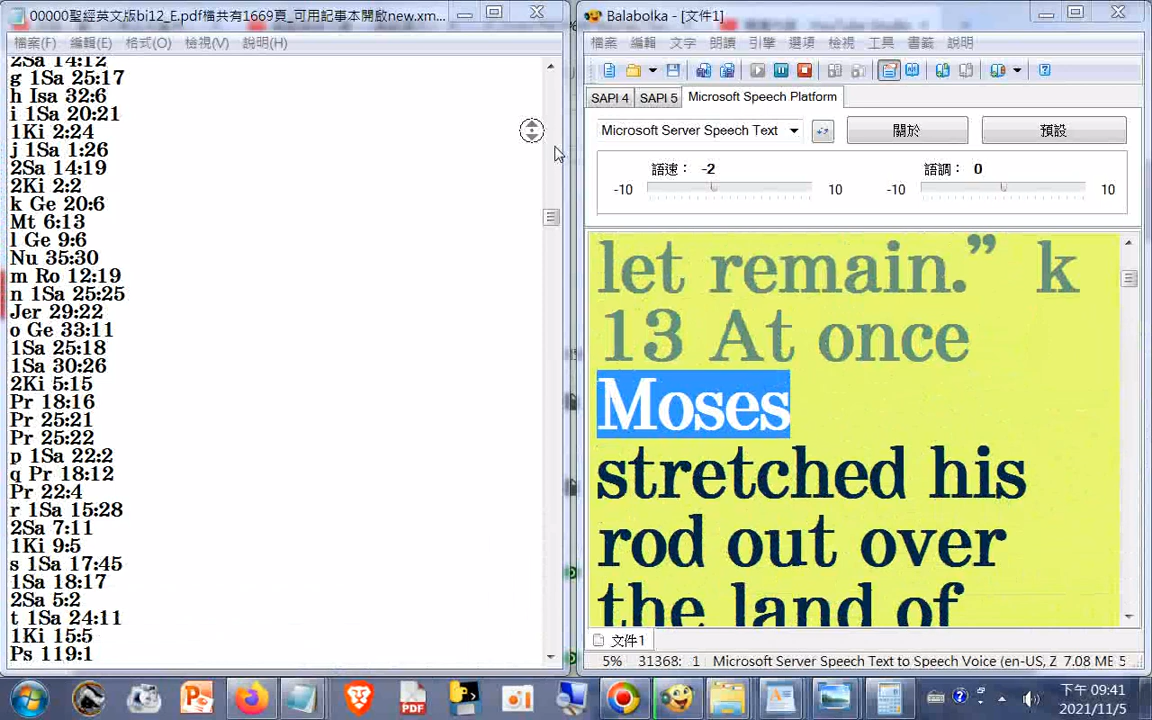 00000聖經英文版bi12_E.pdf檔共有1669頁_可用記事本開啟new.xm...
檔案(F) 編輯(E) 格式(O) 檢視(V) 說明(H)
2Sa 14:12
g 1Sa 25:17
h Isa 32:6
i 1Sa 20:21
1Ki 2:24
j 1Sa 1:26
2Sa 14:19
2Ki 2:2
k Ge 20:6
Mt 6:13
l Ge 9:6
Nu 35:30
m Ro 12:19
n 1Sa 25:25
Jer 29:22
o Ge 33:11
1Sa 25:18
1Sa 30:26
2Ki 5:15
Pr 18:16
Pr 25:21
Pr 25:22
p 1Sa 22:2
q Pr 18:12
Pr 22:4
r 1Sa 15:28
2Sa 7:11
1Ki 9:5
s 1Sa 17:45
1Sa 18:17
2Sa 5:2
t 1Sa 24:11
1Ki 15:5
Ps 119:1
Balabolka - [文件1]
檔案 編輯 文字 朗讀 引擎 選項 檢視 工具 書籤 說明
SAPI 4 SAPI 5 Microsoft Speech Platform
Microsoft Server Speech Text 關於 預設
語速： -2 語調： 0
-10 10 -10 10
let remain.” k
13 At once
Moses
stretched his
rod out over
the land of
文件1
5% 31368: 1 Microsoft Server Speech Text to Speech Voice (en-US, Z 7.08 MB 5
PDF
下午 09:41
2021/11/5